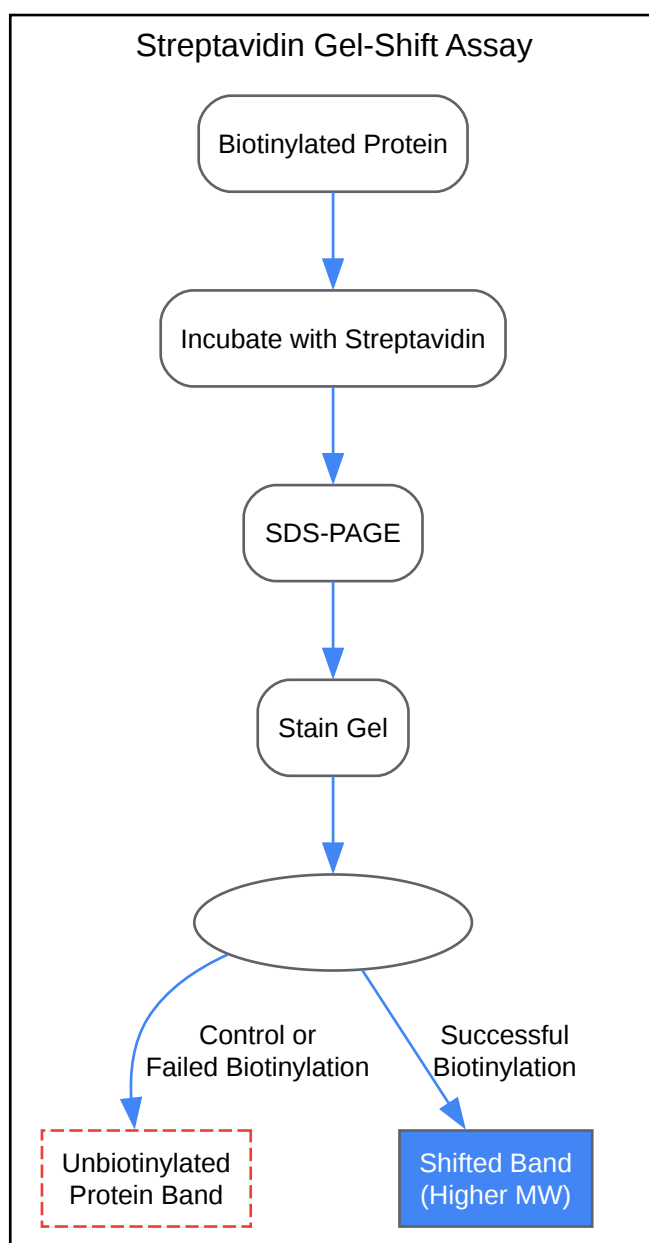 Streptavidin Gel-Shift Assay
Biotinylated Protein
Incubate with Streptavidin
SDS-PAGE
Stain Gel
Control or
Failed Biotinylation
Successful
Biotinylation
Unbiotinylated
Protein Band
Shifted Band
(Higher MW)